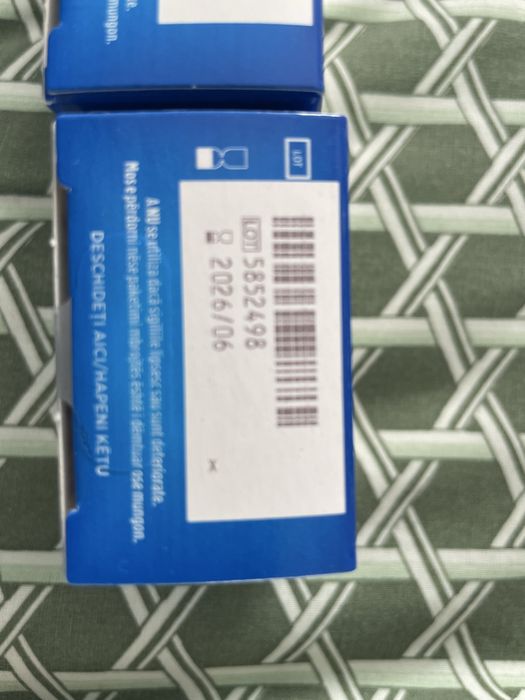 te.
mungon.
LOT
LOT 5852498
2026/06
A NU se utiliza dacă sigiliile lipsesc sau sunt deteriorate.
Mos e përdorni nëse paketimi mbrojtës është i dëmtuar ose mungon.
DESCHIDEȚI AICI/HAPENI KËTU